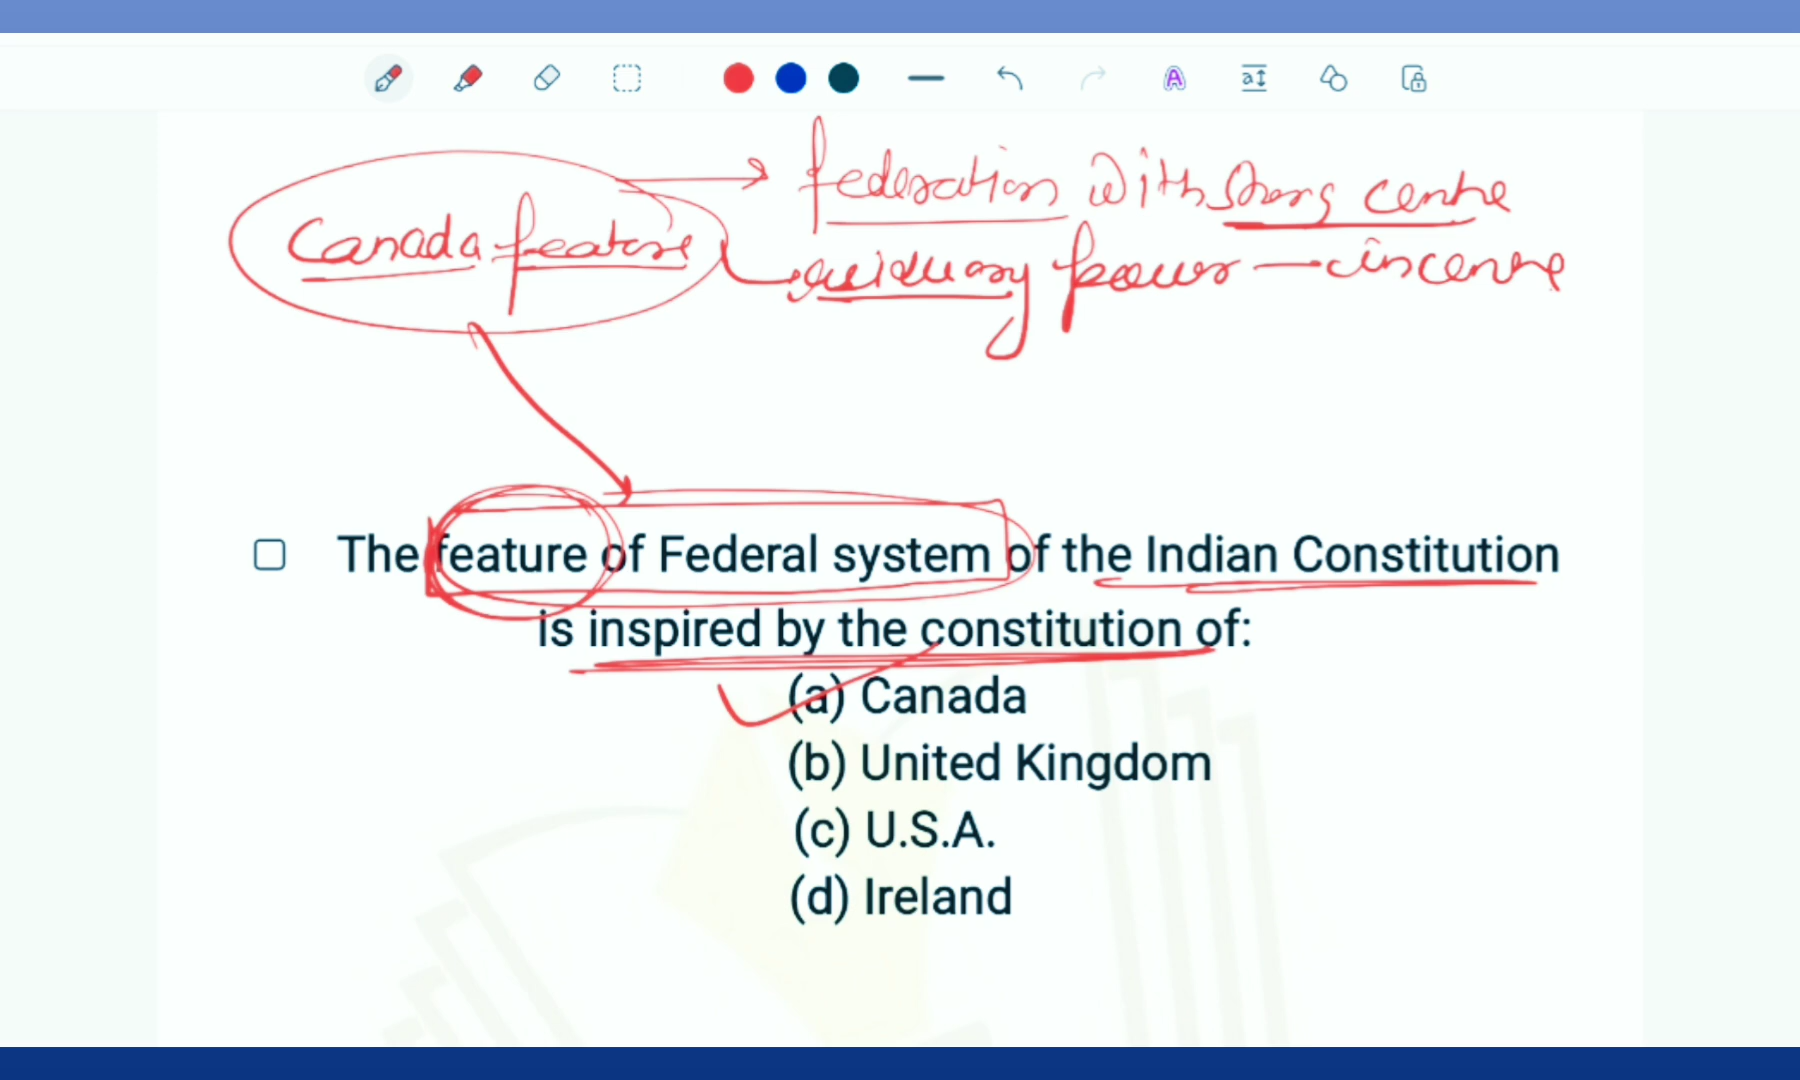 federation with strong centre
Canada feature
power - in centre
The feature of Federal system of the Indian Constitution
is inspired by the constitution of:
(a) Canada
(b) United Kingdom
(c) U.S.A.
(d) Ireland